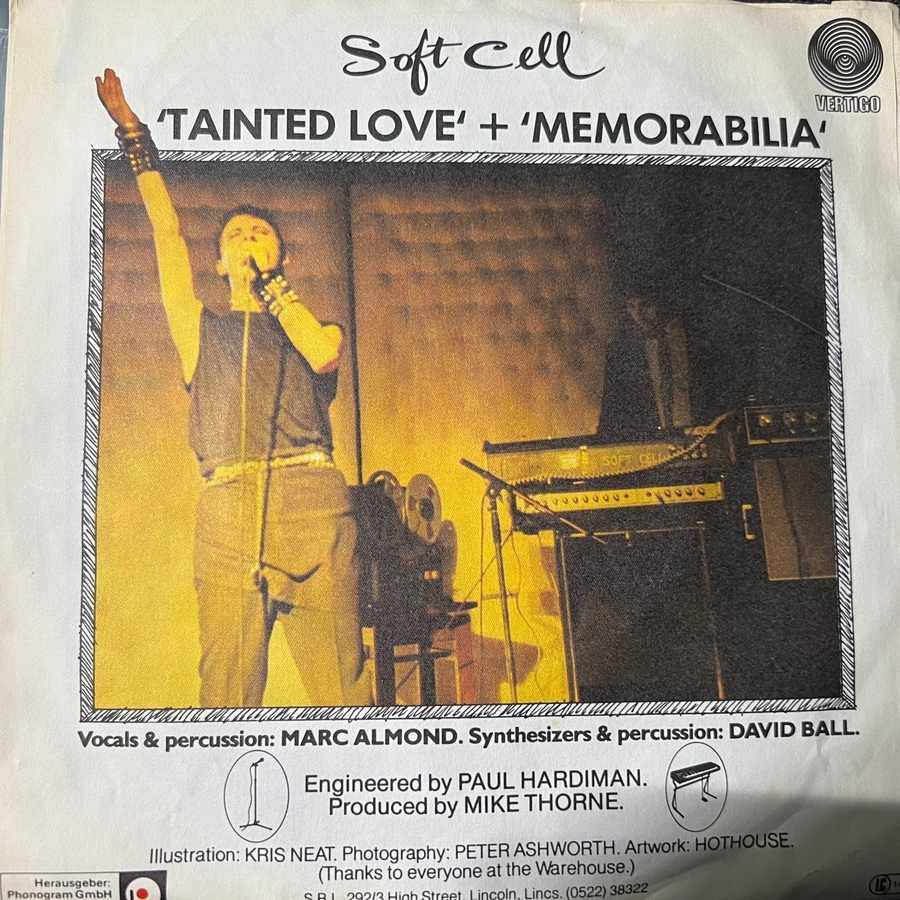 Soft Cell
VERTIGO
'TAINTED LOVE' + 'MEMORABILIA'
SOFT CELL
Vocals & percussion: MARC ALMOND. Synthesizers & percussion: DAVID BALL.
Engineered by PAUL HARDIMAN.
Produced by MIKE THORNE.
Illustration: KRIS NEAT. Photography: PETER ASHWORTH. Artwork: HOTHOUSE.
(Thanks to everyone at the Warehouse.)
Herausgeber:
Phonogram GmbH
S.B.I. 292/3 High Street, Lincoln, Lincs. (0522) 38322
LC